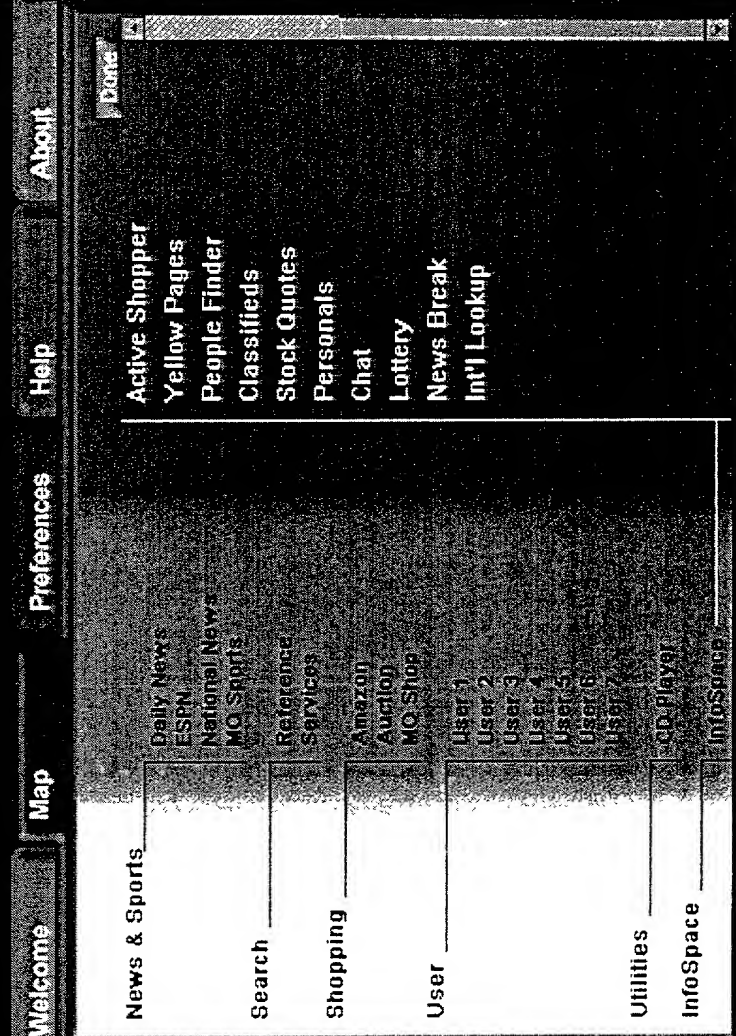 Welcome
Map
Preferences
Help
About
Done
News & Sports
Daily News
ESPN
National News
MQ Sports
Search
Reference
Services
Shopping
Amazon
Auction
MQ Shop
User
User 1
User 2
User 3
User 4
User 5
User 6
User 7
Utilities
CD Player
InfoSpace
InfoSpace
Active Shopper
Yellow Pages
People Finder
Classifieds
Stock Quotes
Personals
Chat
Lottery
News Break
Int'l Lookup